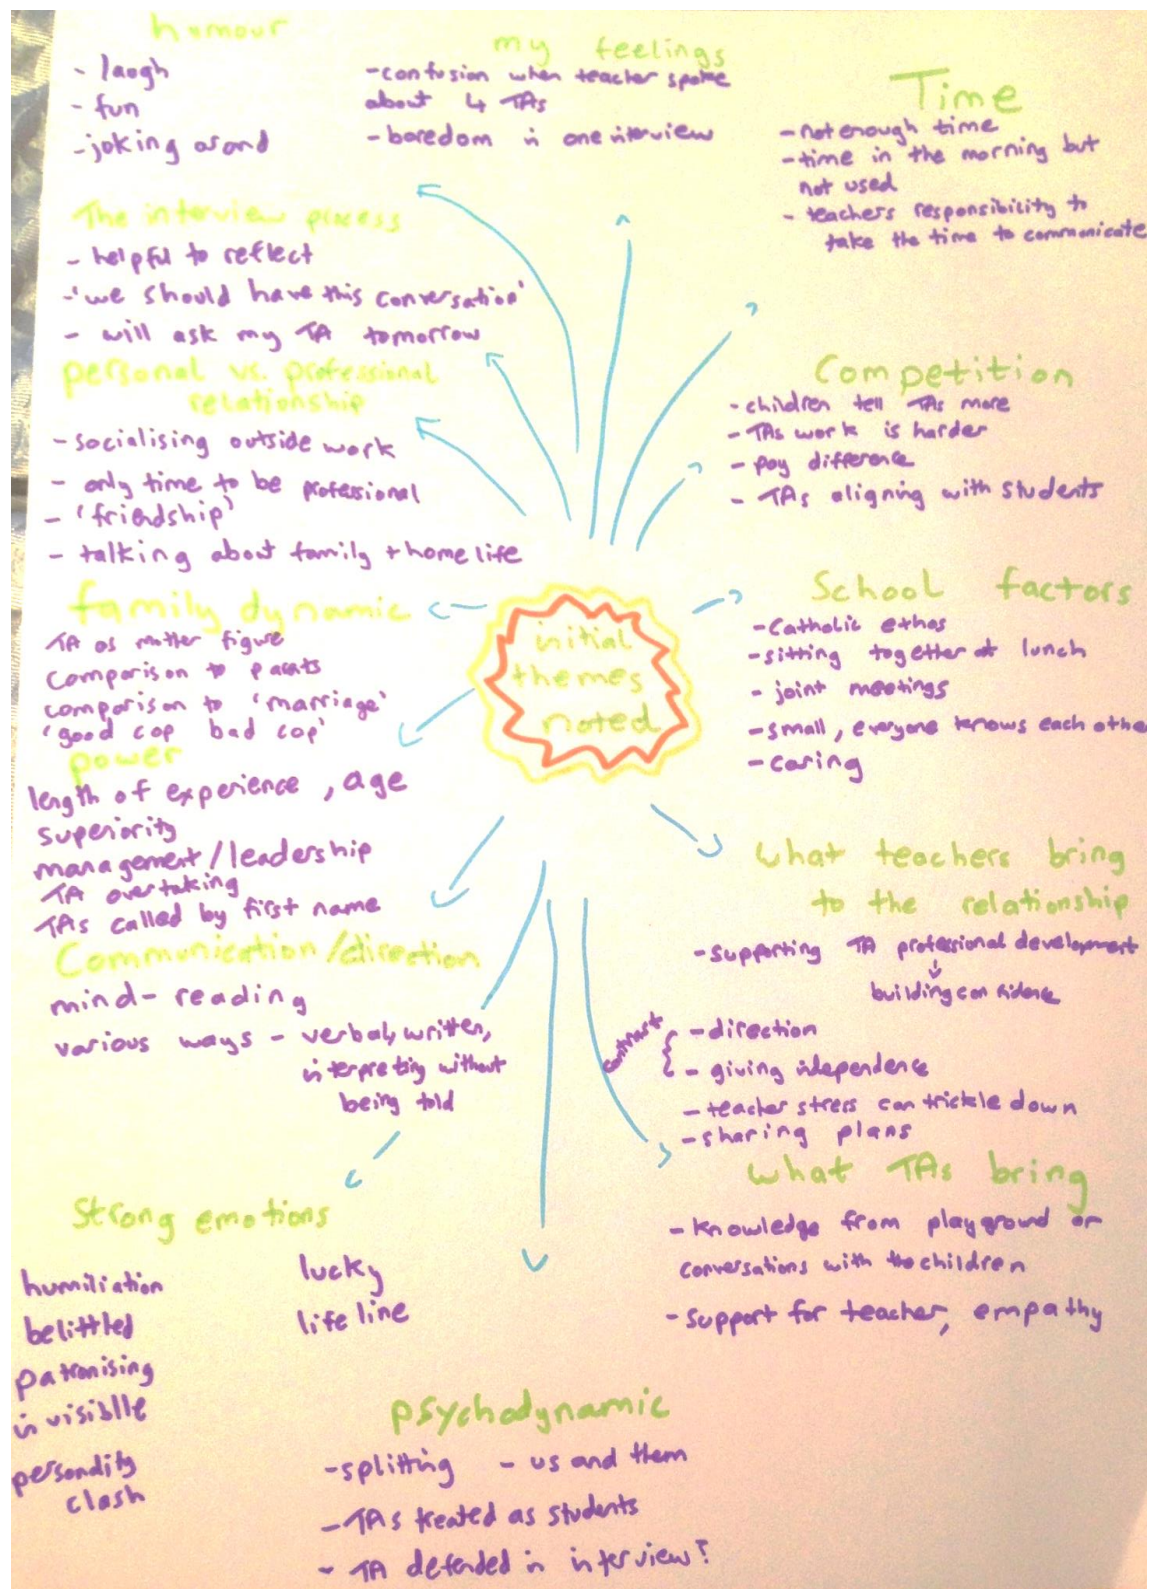 humour
- laugh
- fun
- joking arond
my feelings
- confusion when teacher spoke
about 4 TAs
- boredom in one interview
Time
- not enough time
- time in the morning but
not used
- teachers responsibility to
take the time to communicate
The interview process
- helpful to reflect
- 'we should have this conversation'
- will ask my TA tomorrow
personal vs. professional
relationship
- socialising outside work
- only time to be professional
- 'friendship'
- talking about family + home life
Competition
- children tell TAs more
- TAs work is harder
- pay difference
- TAs aligning with students
family dynamic
TA as mother figure
comparison to parents
comparison to 'marriage'
'good cop bad cop'
initial
themes
noted
School factors
- Catholic ethos
- sitting together at lunch
- joint meetings
- small, everyone knows each othe
- caring
power
length of experience, age
superiority
management/leadership
TA overtaking
TAs called by first name
What teachers bring
to the relationship
- supporting TA professional development
building confidence
contrast
- direction
- giving independence
- teacher stress can trickle down
- sharing plans
Communication/direction
mind-reading
various ways - verbal, written,
interpreting without
being told
What TAs bring
- knowledge from playground or
conversations with the children
- support for teacher, empathy
Strong emotions
humiliation
belittled
patronising
invisiblle
personality
clash
lucky
life line
psychodynamic
- splitting - us and them
- TAs treated as students
- TA defended in interview?